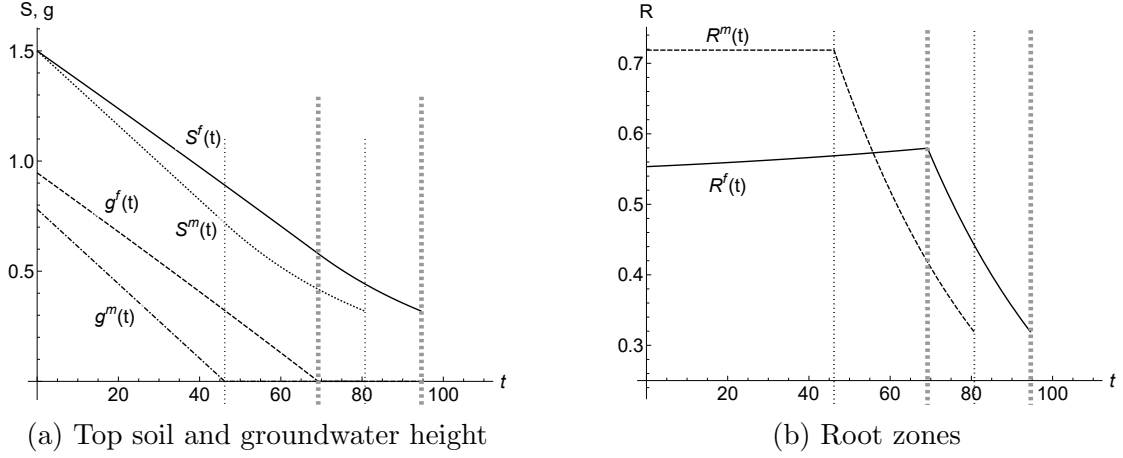 S, g
1.5
1.0
0.5
S^f(t)
g^f(t)
S^m(t)
g^m(t)
20 40 60 80 100 t
(a) Top soil and groundwater height
R
0.7
0.6
0.5
0.4
0.3
R^m(t)
R^f(t)
0 20 40 60 80 100 t
(b) Root zones